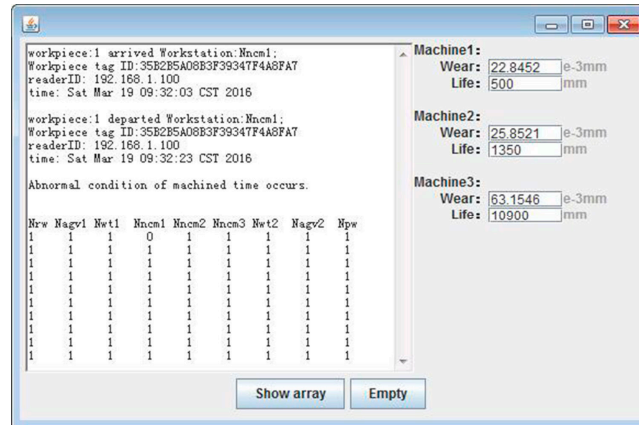 workpiece:1 arrived Workstation:Nncm1;
Workpiece tag ID:35B2B5A08B3F39347F4A8FA7
readerID: 192.168.1.100
time: Sat Mar 19 09:32:03 CST 2016
workpiece:1 departed Workstation:Nncm1;
Workpiece tag ID:35B2B5A08B3F39347F4A8FA7
readerID: 192.168.1.100
time: Sat Mar 19 09:32:23 CST 2016
Abnormal condition of machined time occurs.
Nrw Nagv1 Nwt1 Nncm1 Nncm2 Nncm3 Nwt2 Nagv2 Npw
1 1 1 0 1 1 1 1 1
1 1 1 1 1 1 1 1 1
1 1 1 1 1 1 1 1 1
1 1 1 1 1 1 1 1 1
1 1 1 1 1 1 1 1 1
1 1 1 1 1 1 1 1 1
1 1 1 1 1 1 1 1 1
1 1 1 1 1 1 1 1 1
1 1 1 1 1 1 1 1 1
1 1 1 1 1 1 1 1 1
Machine1:
Wear: 22.8452 e-3mm
Life: 500 mm
Machine2:
Wear: 25.8521 e-3mm
Life: 1350 mm
Machine3:
Wear: 63.1546 e-3mm
Life: 10900 mm
Show array Empty